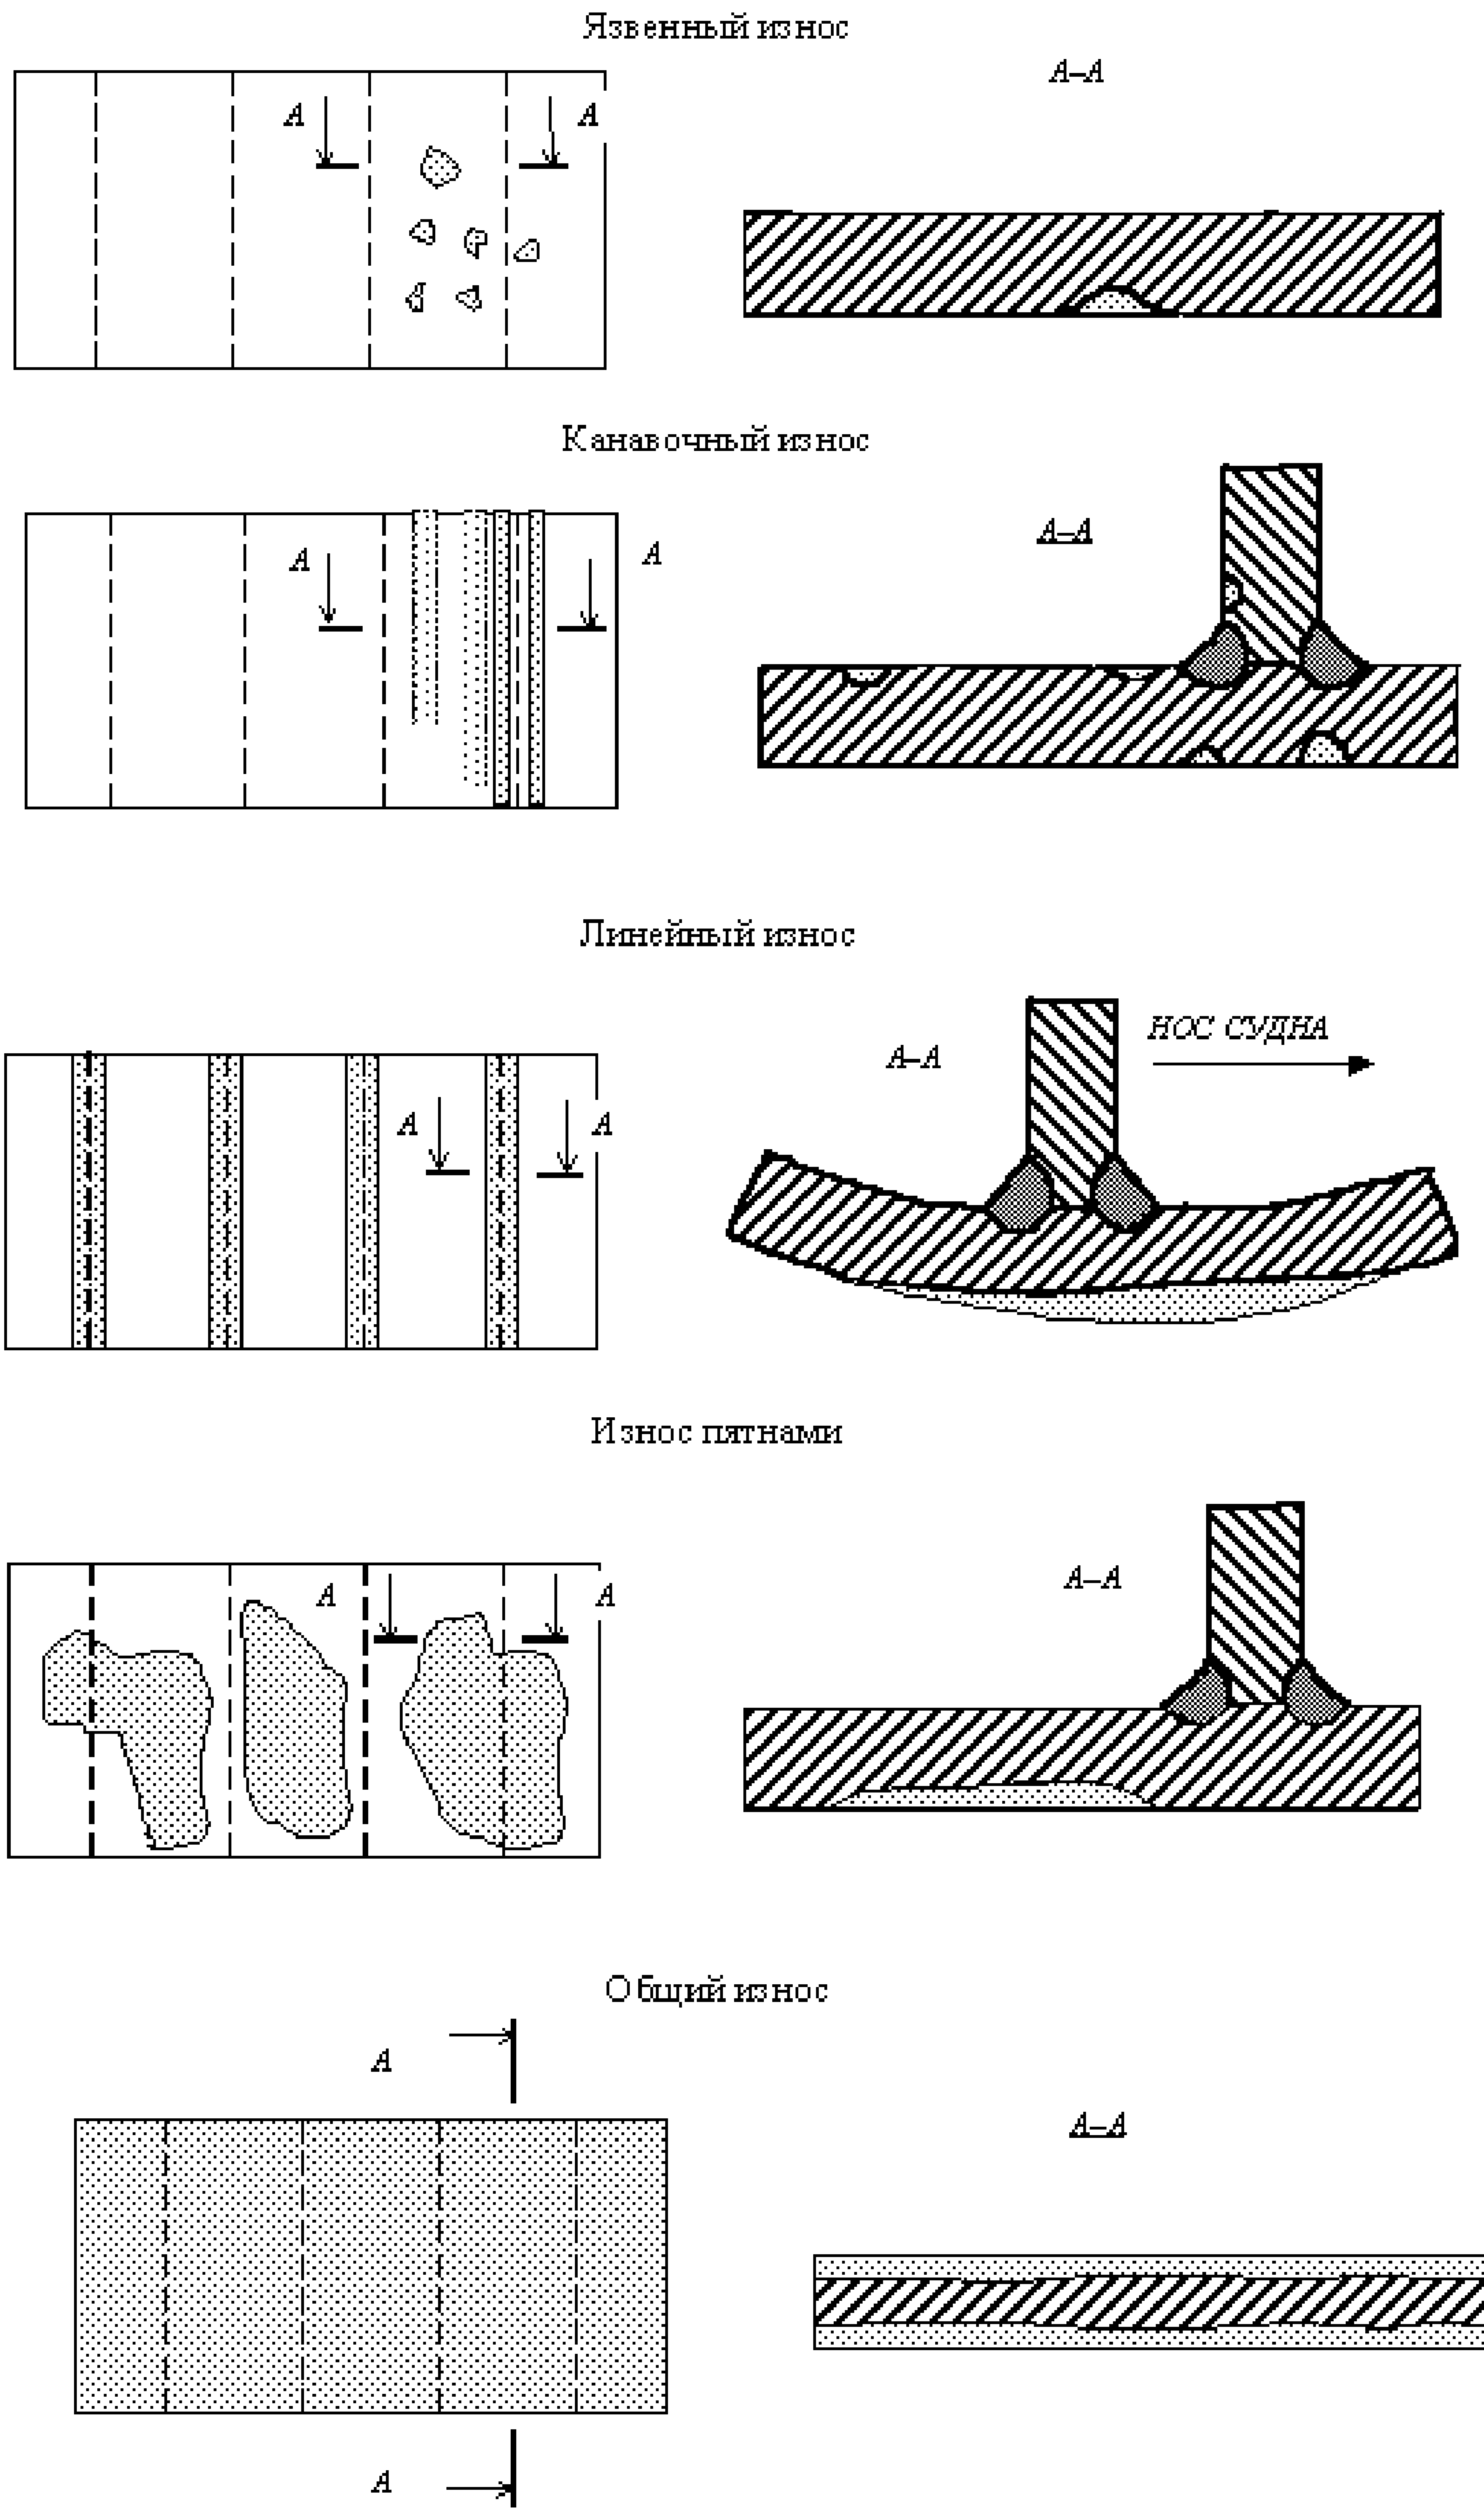 Язвенный износ
А–А
А А
Канавочный износ
А–А
А А
Линейный износ
НОС СУДНА
А–А
А А
Износ пятнами
А–А
А А
Общий износ
А
А–А
А